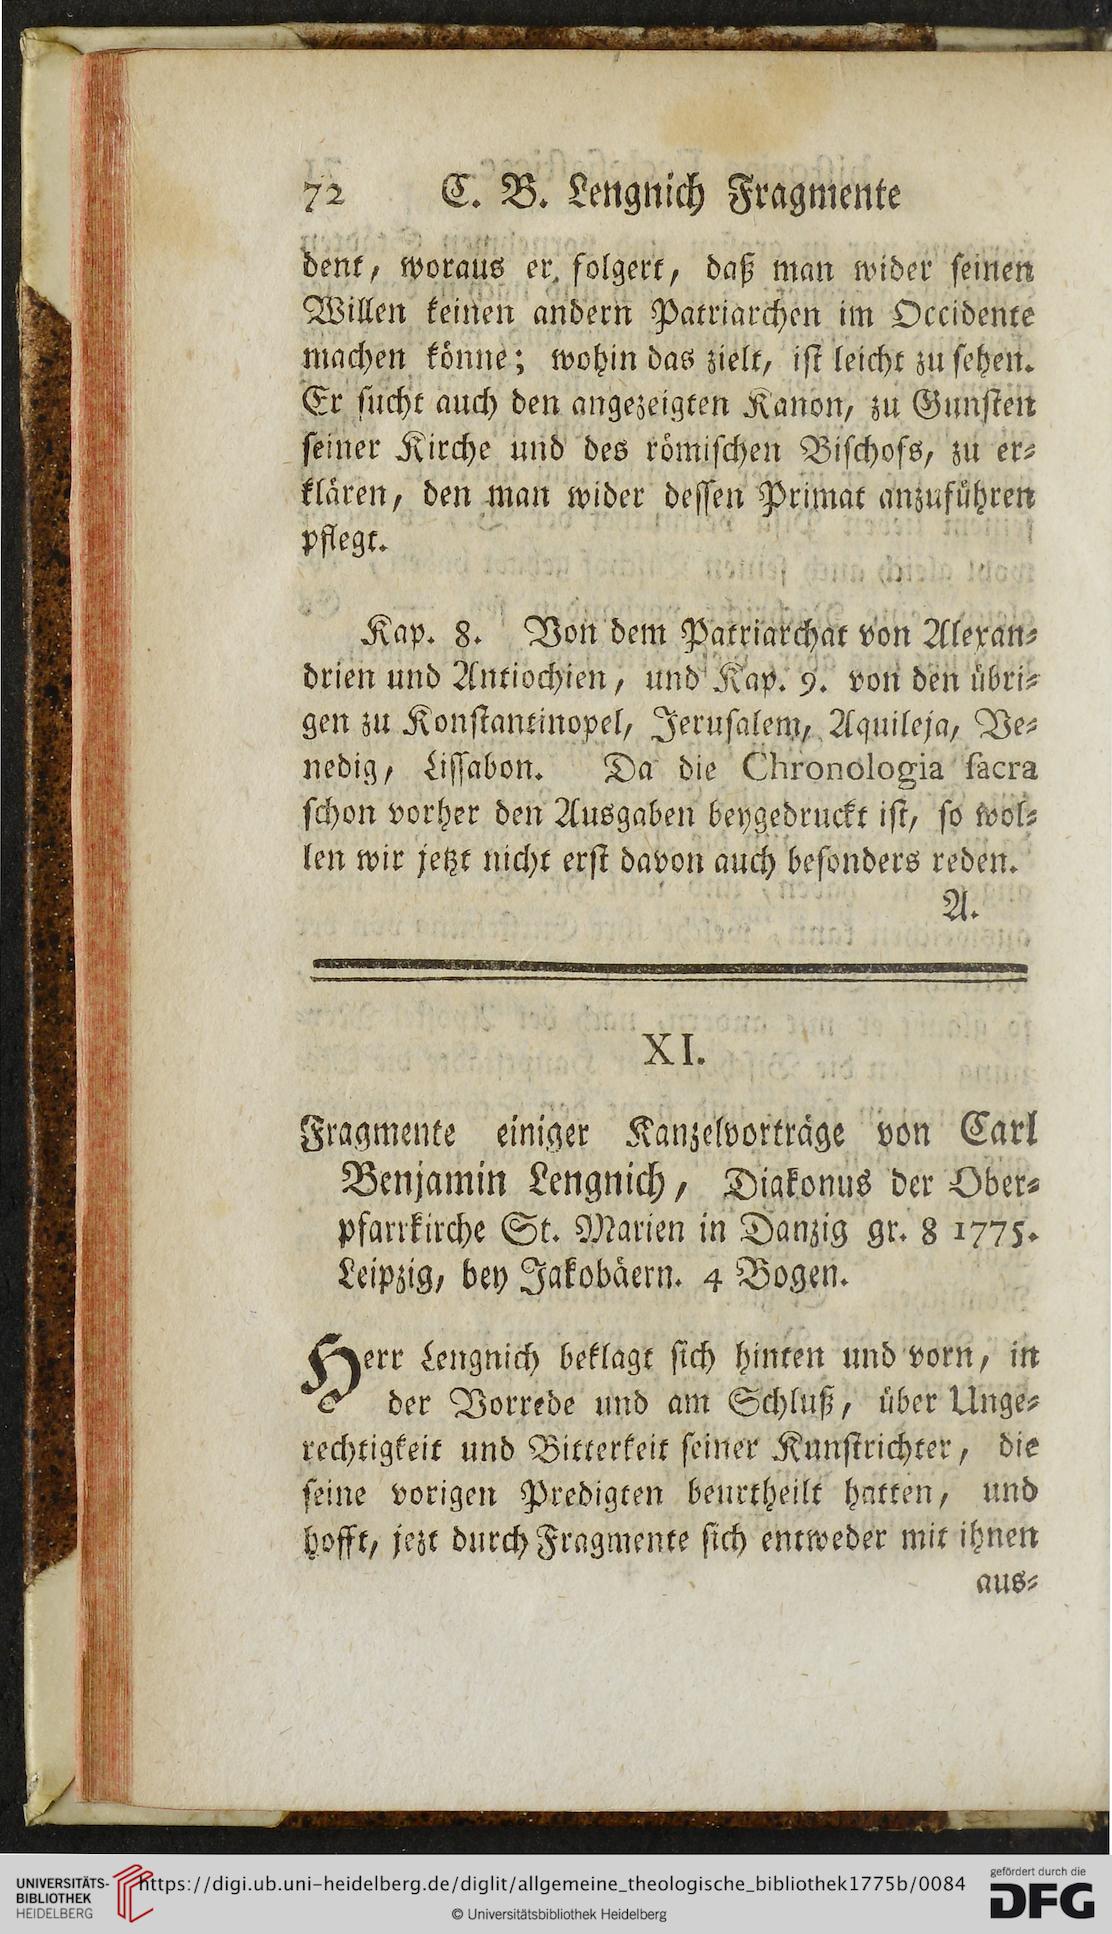 72 C. B. Lengnich Fragmente
dent, woraus er folgert, daß man wider seinen
Willen keinen andern Patriarchen im Occidente
machen könne; wohin das zielt, ist leicht zu sehen.
Er sucht auch den angezeigten Kanon, zu Gunsten
seiner Kirche und des römischen Bischofs, zu er-
klären, den man wider dessen Primat anzuführen
pflegt.
Kap. 8. Von dem Patriarchat von Alexan-
drien und Antiochien, und Kap. 9. von den übri-
gen zu Konstantinopel, Jerusalem, Aquileja, Ve-
nedig, Lissabon. Da die Chronologia sacra
schon vorher den Ausgaben beygedruckt ist, so wol-
len wir jetzt nicht erst davon auch besonders reden.
A.
XI.
Fragmente einiger Kanzelvorträge von Carl
Benjamin Lengnich, Diakonus der Ober-
pfarrkirche St. Marien in Danzig gr. 8 1775.
Leipzig, bey Jakobäern. 4 Bogen.
Herr Lengnich beklagt sich hinten und vorn, in
der Vorrede und am Schluß, über Unge-
rechtigkeit und Bitterkeit seiner Kunstrichter, die
seine vorigen Predigten beurtheilt hatten, und
hofft, jezt durch Fragmente sich entweder mit ihnen
aus-
UNIVERSITÄTS-
BIBLIOTHEK
HEIDELBERG
https://digi.ub.uni-heidelberg.de/diglit/allgemeine_theologische_bibliothek1775b/0084
© Universitätsbibliothek Heidelberg
gefördert durch die
DFG